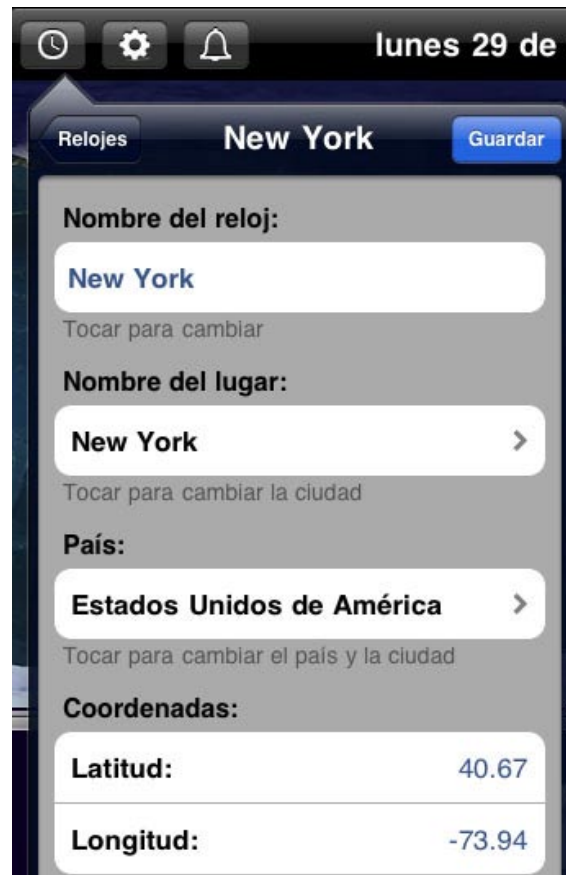 lunes 29 de
Relojes New York Guardar
Nombre del reloj:
New York
Tocar para cambiar
Nombre del lugar:
New York
Tocar para cambiar la ciudad
País:
Estados Unidos de América
Tocar para cambiar el país y la ciudad
Coordenadas:
Latitud: 40.67
Longitud: -73.94